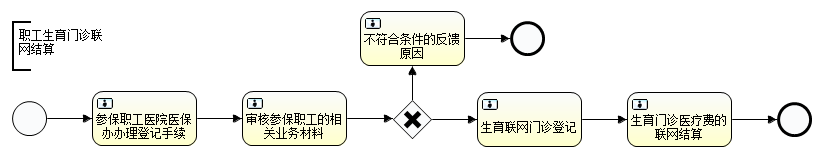 职工生育门诊联
网结算
不符合条件的反馈
原因
参保职工医院医保
办办理登记手续
审核参保职工的相
关业务材料
生育联网门诊登记
生育门诊医疗费的
联网结算